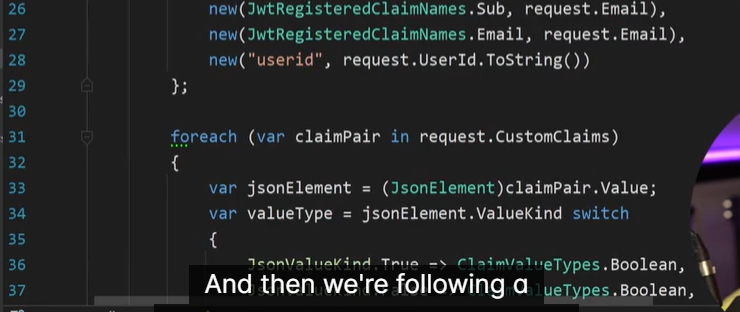 26 new(JwtRegisteredClaimNames.Sub, request.Email),
27 new(JwtRegisteredClaimNames.Email, request.Email),
28 new("userid", request.UserId.ToString())
29 };
30
31 foreach (var claimPair in request.CustomClaims)
32 {
33 var jsonElement = (JsonElement)claimPair.Value;
34 var valueType = jsonElement.ValueKind switch
35 {
36 JsonValueKind.True => ClaimValueTypes.Boolean,
37 ClaimValueTypes.Boolean,
And then we're following a